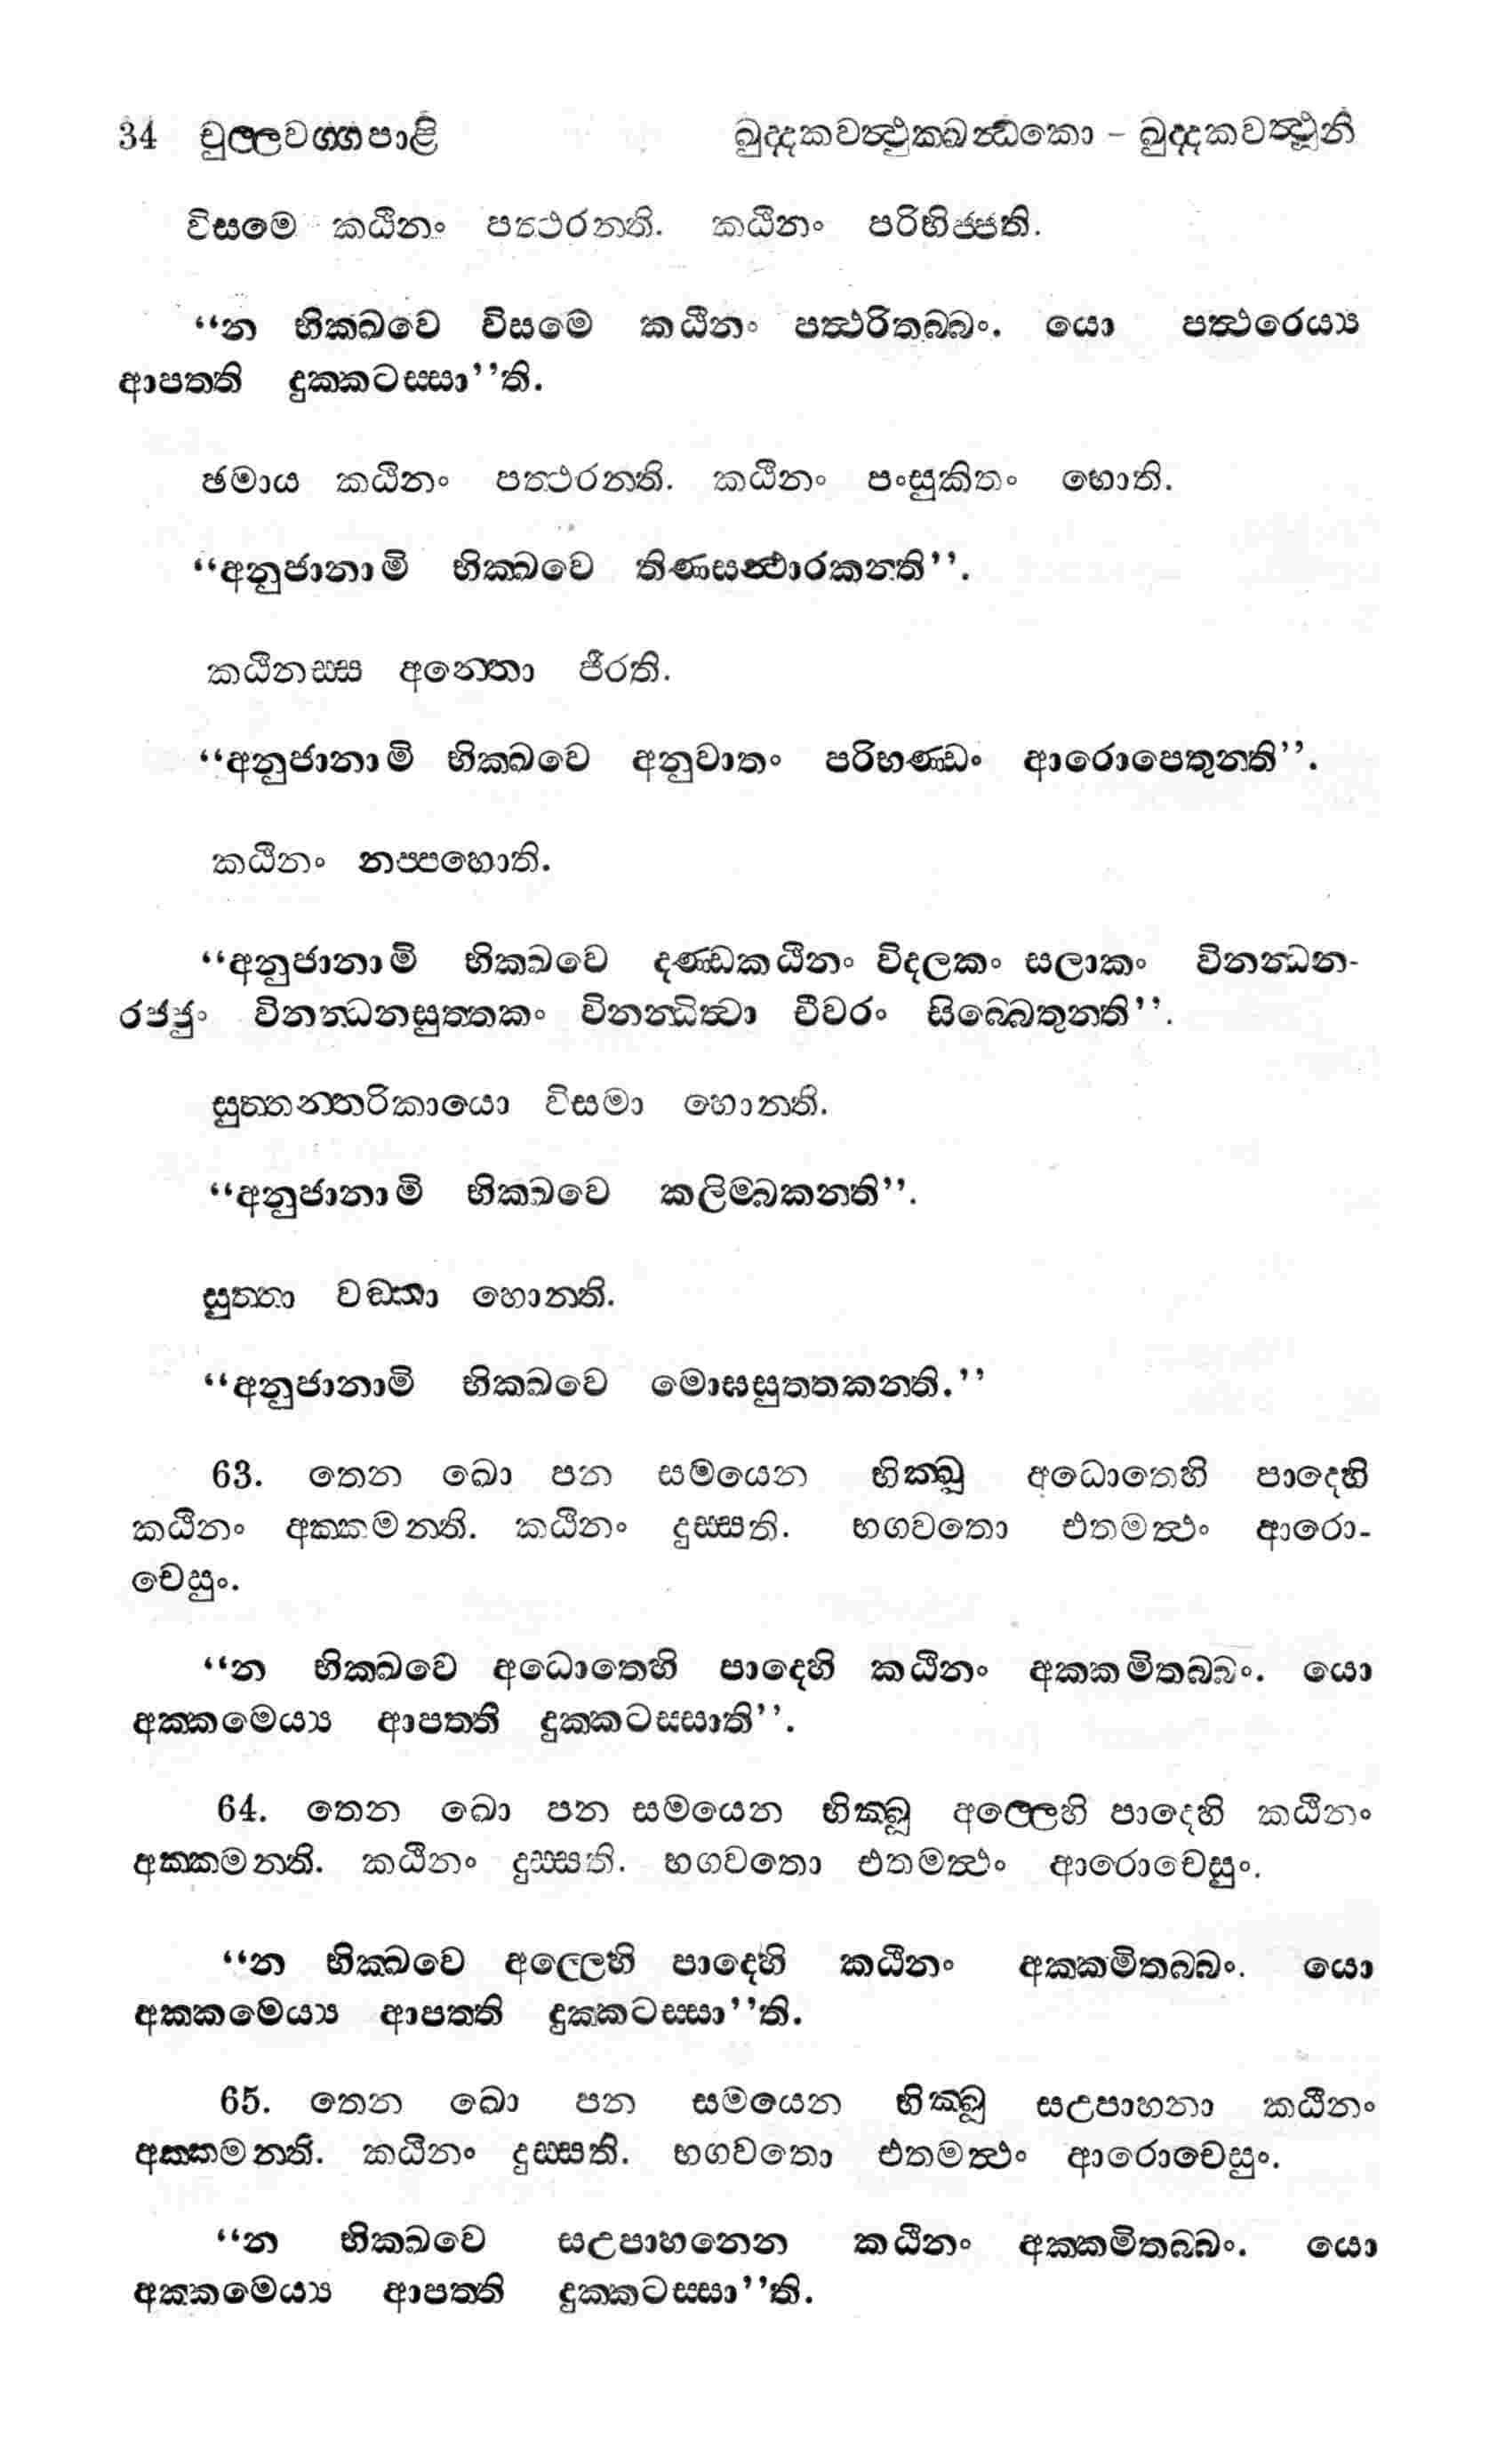 34 චුල්ලවග්ගපාළි ඛුද්දකවත්ථුක්ඛන්ධකො - ඛුද්දකවත්ථූනි
විසමෙ කඨිනං පත්ථරන්ති. කඨිනං පරිභිජ්ජති.
“න භික්ඛවෙ විසමෙ කඨිනං පත්ථරිතබ්බං. යො පත්ථරෙය්‍ය
ආපත්ති දුක්කටස්සා”ති.
ඡමාය කඨිනං පත්ථරන්ති. කඨිනං පංසුකිතං හොති.
“අනුජානාමි භික්ඛවෙ තිණසන්ථාරකන්ති”.
කඨිනස්ස අන්තො ජීරති.
“අනුජානාමි භික්ඛවෙ අනුවාතං පරිභණ්ඩං ආරොපෙතුන්ති”.
කඨිනං නප්පහොති.
“අනුජානාමි භික්ඛවෙ දණ්ඩකඨිනං විදලකං සලාකං විනන්ධන-
රජ්ජුං විනන්ධනසුත්තකං විනන්ධිත්වා චීවරං සිබ්බෙතුන්ති”.
සුත්තන්තරිකායො විසමා හොන්ති.
“අනුජානාමි භික්ඛවෙ කලිම්බකන්ති”.
සුත්තා වඞ්කා හොන්ති.
“අනුජානාමි භික්ඛවෙ මොඝසුත්තකන්ති.”
63. තෙන ඛො පන සමයෙන භික්ඛූ අධොතෙහි පාදෙහි
කඨිනං අක්කමන්ති. කඨිනං දුස්සති. භගවතො එතමත්ථං ආරො-
චෙසුං.
“න භික්ඛවෙ අධොතෙහි පාදෙහි කඨිනං අක්කමිතබ්බං. යො
අක්කමෙය්‍ය ආපත්ති දුක්කටස්සාති”.
64. තෙන ඛො පන සමයෙන භික්ඛූ අල්ලෙහි පාදෙහි කඨිනං
අක්කමන්ති. කඨිනං දුස්සති. භගවතො එතමත්ථං ආරොචෙසුං.
“න භික්ඛවෙ අල්ලෙහි පාදෙහි කඨිනං අක්කමිතබ්බං. යො
අක්කමෙය්‍ය ආපත්ති දුක්කටස්සා”ති.
65. තෙන ඛො පන සමයෙන භික්ඛූ සඋපාහනා කඨිනං
අක්කමන්ති. කඨිනං දුස්සති. භගවතො එතමත්ථං ආරොචෙසුං.
“න භික්ඛවෙ සඋපාහනෙන කඨිනං අක්කමිතබ්බං. යො
අක්කමෙය්‍ය ආපත්ති දුක්කටස්සා”ති.